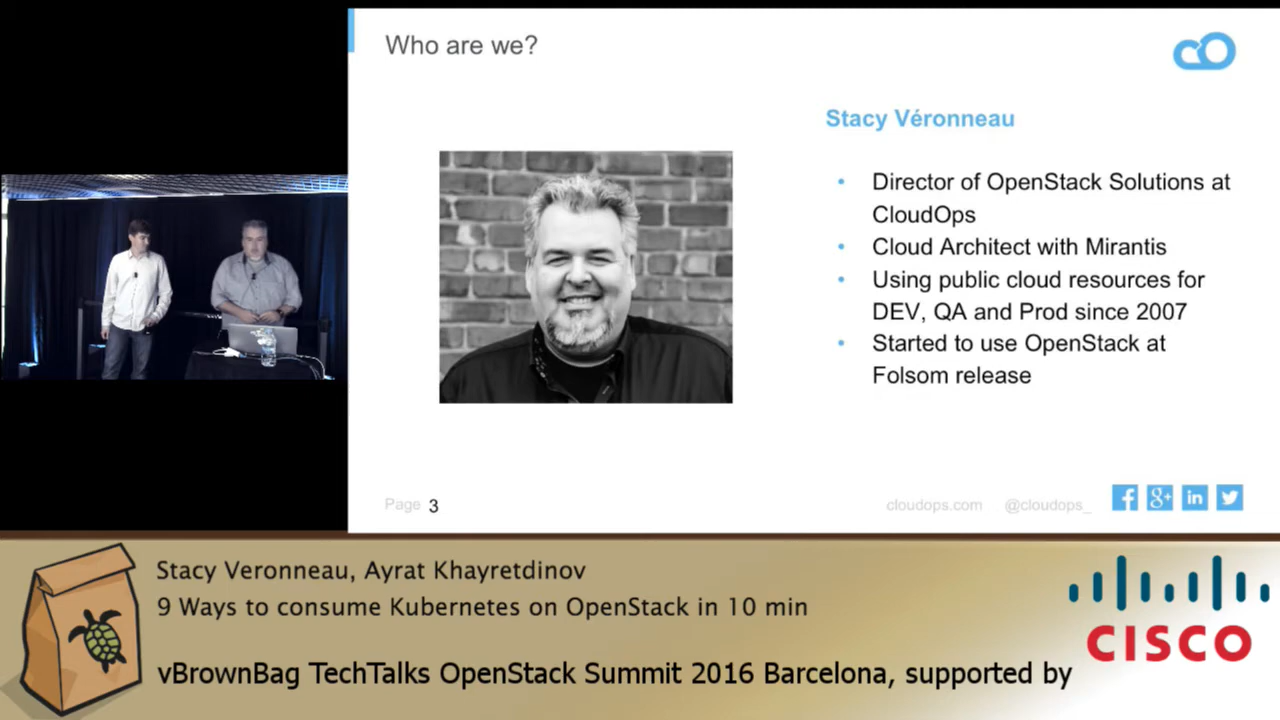 Who are we?
Stacy Véronneau
• Director of OpenStack Solutions at
CloudOps
• Cloud Architect with Mirantis
• Using public cloud resources for
DEV, QA and Prod since 2007
• Started to use OpenStack at
Folsom release
Page 3
cloudops.com @cloudops_
Stacy Veronneau, Ayrat Khayretdinov
9 Ways to consume Kubernetes on OpenStack in 10 min
vBrownBag TechTalks OpenStack Summit 2016 Barcelona, supported by
CISCO